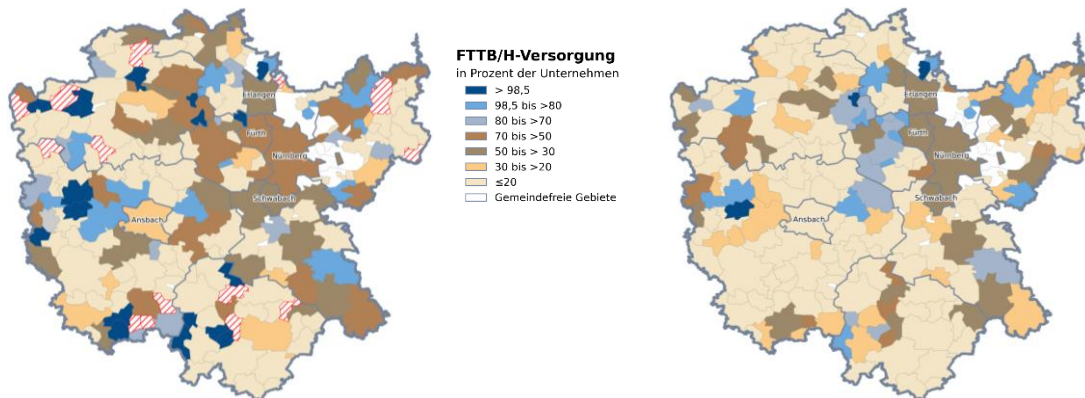 FTTB/H-Versorgung
in Prozent der Unternehmen
> 98,5
98,5 bis >80
80 bis >70
70 bis >50
50 bis > 30
30 bis >20
≤20
Gemeindefreie Gebiete
Erlangen
Fürth
Nürnberg
Schwabach
Ansbach
Erlangen
Fürth
Nürnberg
Schwabach
Ansbach